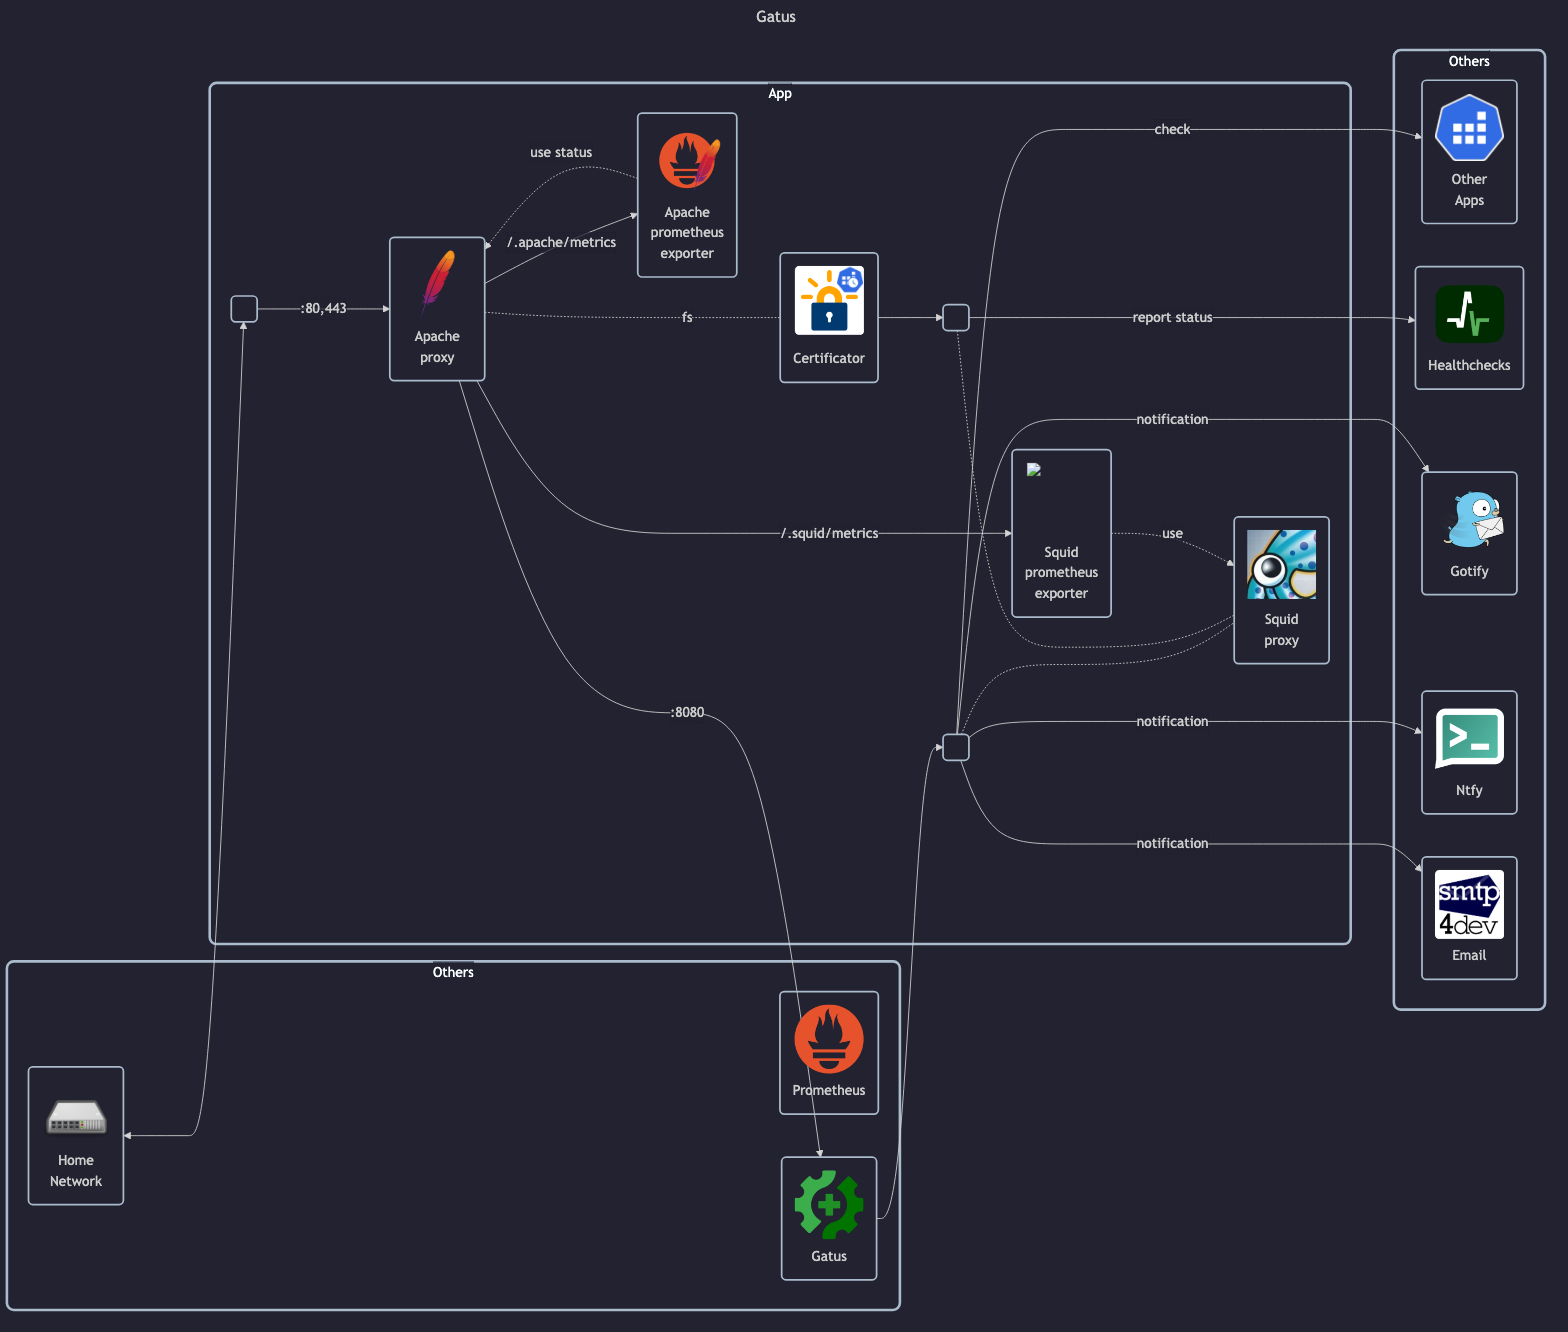 Gatus
Others
App
check
use status
Other
Apps
Apache
prometheus
exporter
/.apache/metrics
:80,443
Apache
proxy
fs
Certificator
report status
Healthchecks
notification
/.squid/metrics
Squid
prometheus
exporter
use
Squid
proxy
Gotify
:8080
notification
>_
Ntfy
notification
smtp
4dev
Email
Others
Prometheus
Home
Network
Gatus